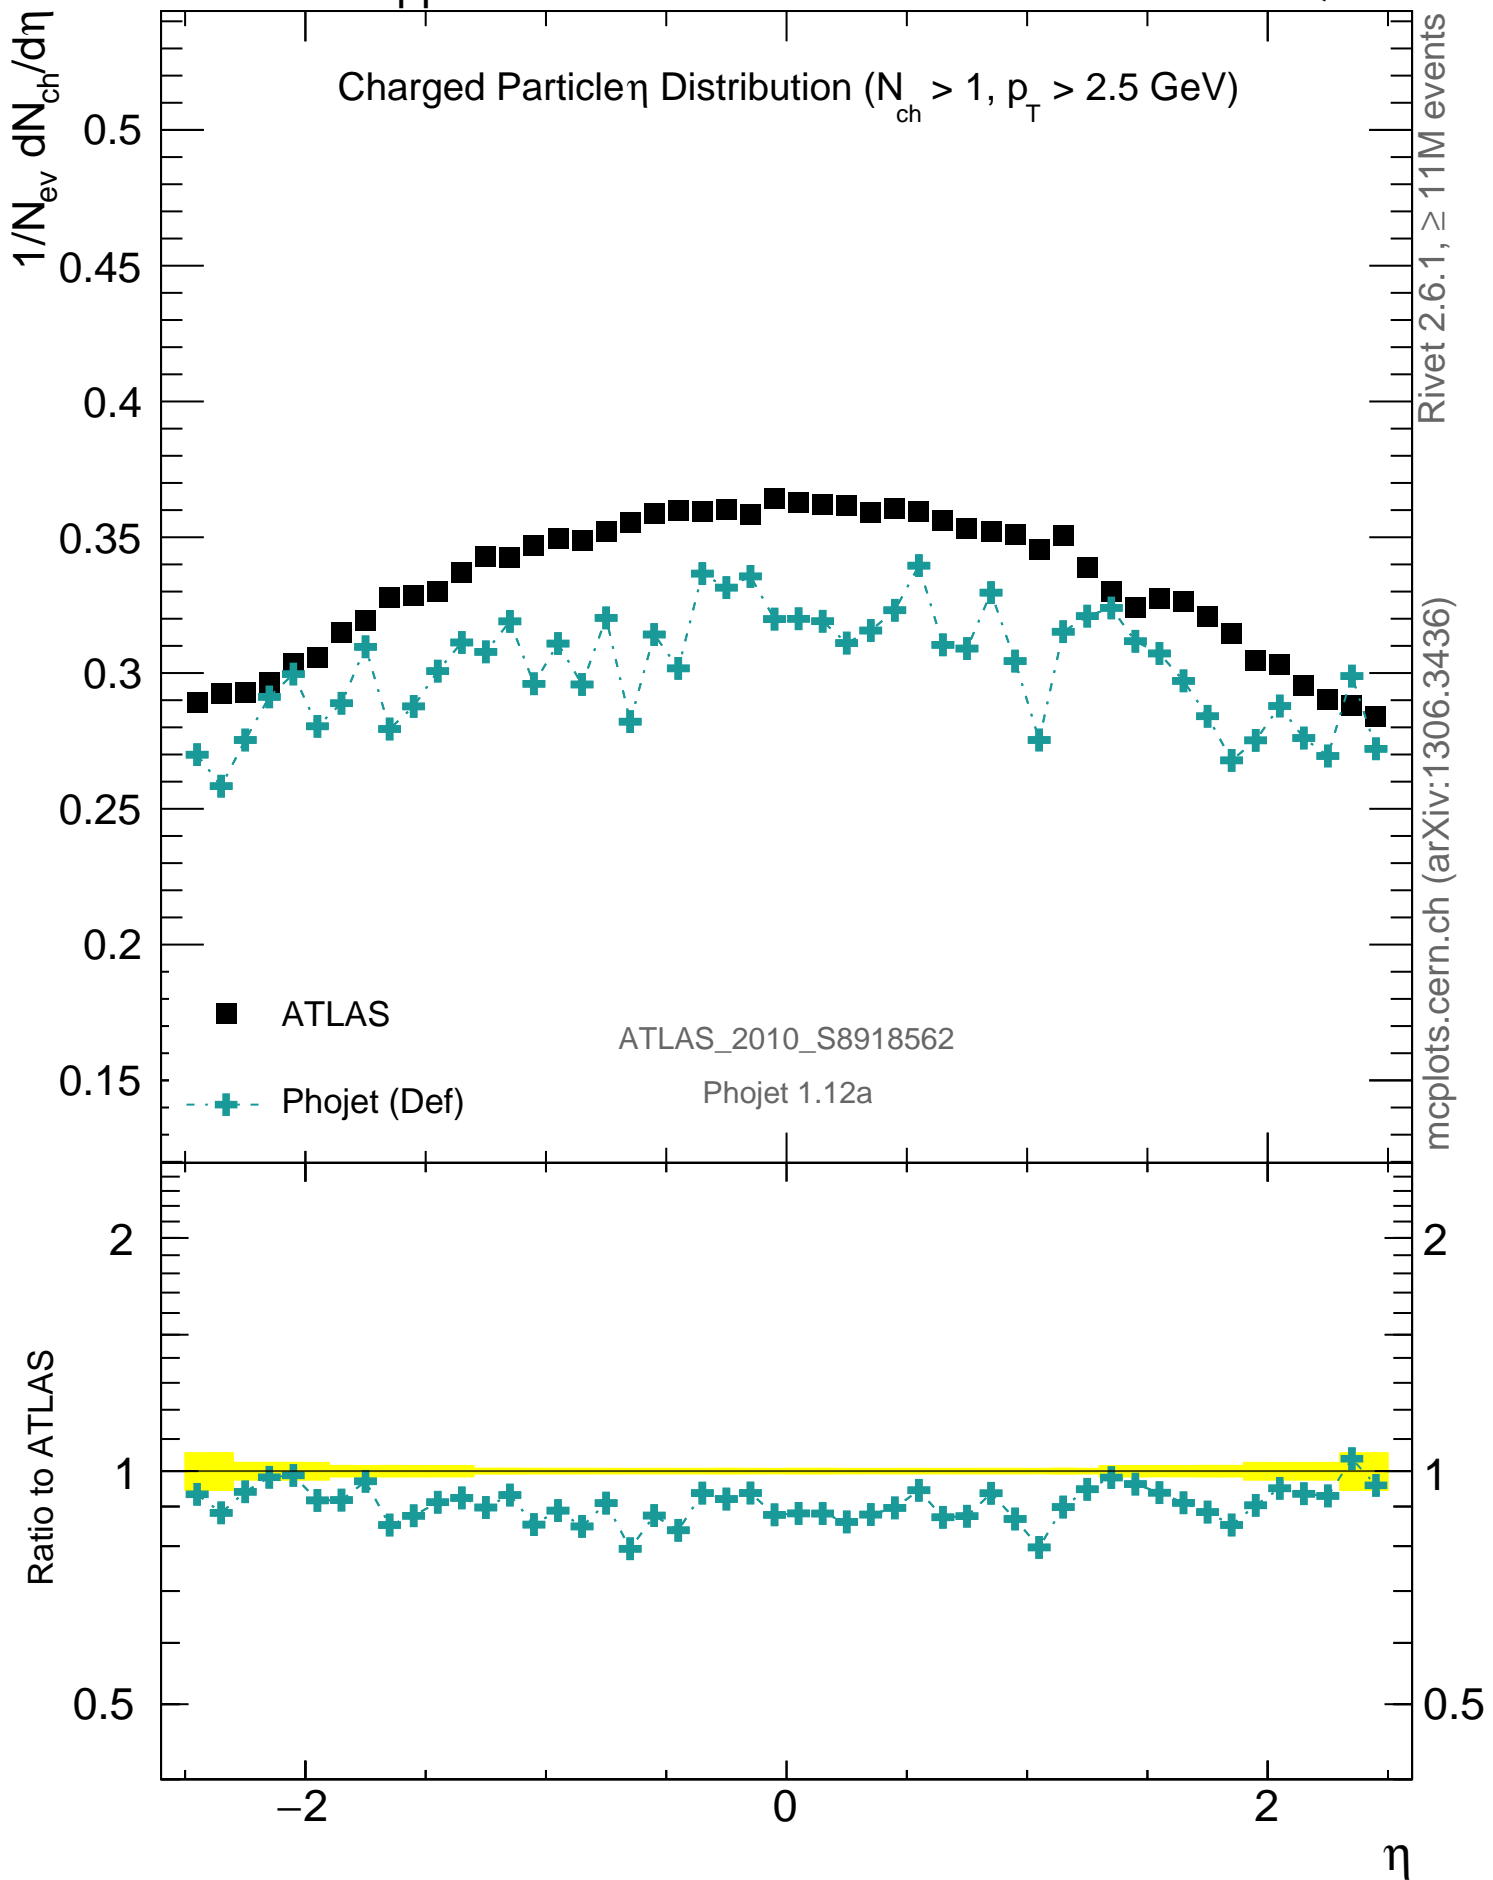 1/N_ev dN_ch/dη
Charged Particleη Distribution (N_ch > 1, p_T > 2.5 GeV)
0.5
0.45
0.4
0.35
0.3
0.25
0.2
0.15
ATLAS
Phojet (Def)
ATLAS_2010_S8918562
Phojet 1.12a
Rivet 2.6.1, ≥ 11M events
mcplots.cern.ch (arXiv:1306.3436)
Ratio to ATLAS
2
1
0.5
2
1
0.5
−2
0
2
η